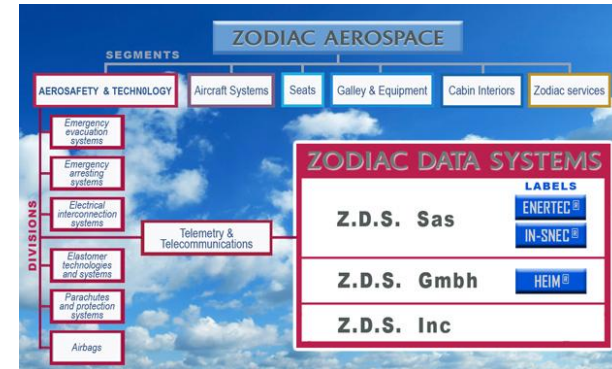 ZODIAC AEROSPACE
SEGMENTS
AEROSAFETY & TECHNOLOGY
Aircraft Systems
Seats
Galley & Equipment
Cabin Interiors
Zodiac services
DIVISIONS
Emergency
evacuation
systems
Emergency
arresting
systems
Electrical
interconnection
systems
Telemetry &
Telecommunications
Elastomer
technologies
and systems
Parachutes
and protection
systems
Airbags
ZODIAC DATA SYSTEMS
LABELS
Z.D.S. Sas
ENERTEC
IN-SNEC
Z.D.S. Gmbh
HEIM
Z.D.S. Inc